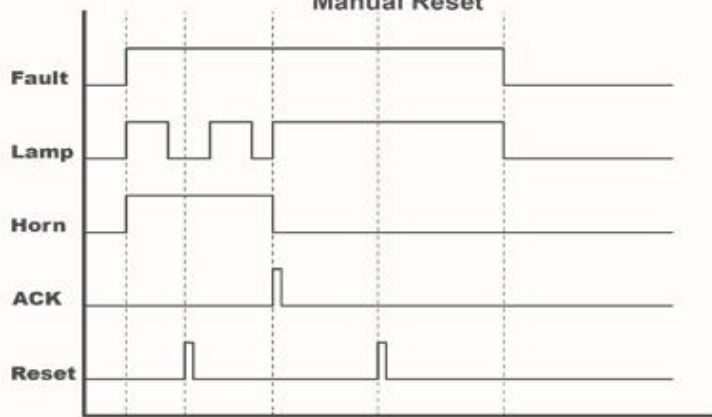 Manual Reset
Fault
Lamp
Horn
ACK
Reset